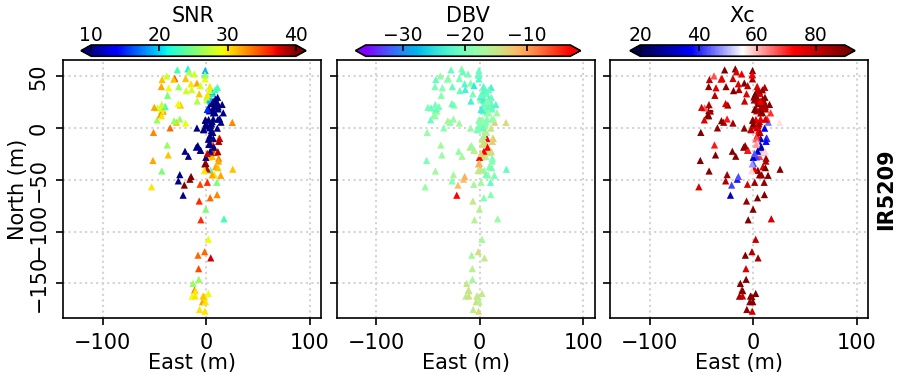 SNR DBV Xc
10 20 30 40 −30 −20 −10 20 40 60 80
50
0
−50
−100
−150
North (m)
IR5209
−100 0 100 −100 0 100 −100 0 100
East (m) East (m) East (m)